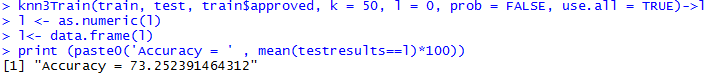 > knn3Train(train, test, train$approved, k = 50, l = 0, prob = FALSE, use.all = TRUE)->l
> l <- as.numeric(l)
> l<- data.frame(l)
> print (paste0('Accuracy = ' , mean(testresults==l)*100))
[1] "Accuracy = 73.252391464312"